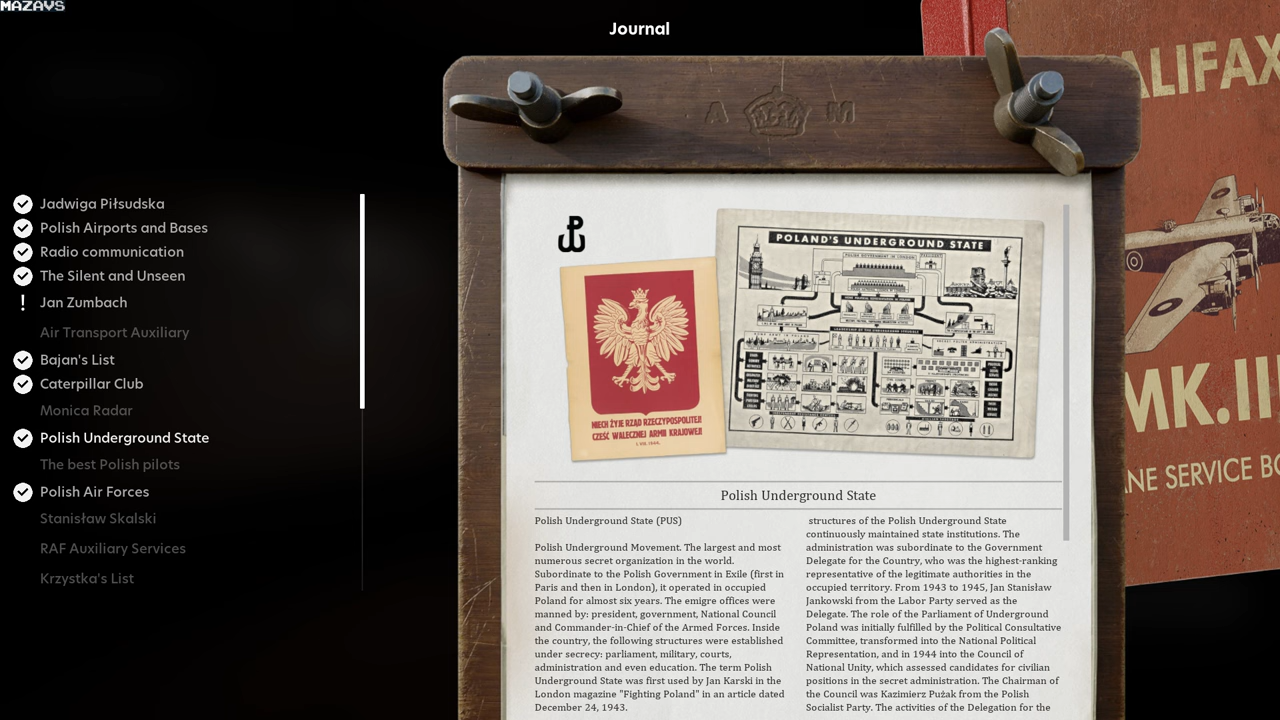 MAZAVS
Journal
Jadwiga Piłsudska
Polish Airports and Bases
Radio communication
The Silent and Unseen
! Jan Zumbach
Air Transport Auxiliary
Bajan's List
Caterpillar Club
Monica Radar
Polish Underground State
The best Polish pilots
Polish Air Forces
Stanisław Skalski
RAF Auxiliary Services
Krzystka's List
A M
POLAND'S UNDERGROUND STATE
NIECH ŻYJE RZĄD RZECZYPOSPOLITEJ!
CZEŚĆ WALECZNEJ ARMII KRAJOWEJ!
Polish Underground State
Polish Underground State (PUS)
Polish Underground Movement. The largest and most
numerous secret organization in the world.
Subordinate to the Polish Government in Exile (first in
Paris and then in London), it operated in occupied
Poland for almost six years. The emigre offices were
manned by: president, government, National Council
and Commander-in-Chief of the Armed Forces. Inside
the country, the following structures were established
under secrecy: parliament, military, courts,
administration and even education. The term Polish
Underground State was first used by Jan Karski in the
London magazine "Fighting Poland" in an article dated
December 24, 1943.
structures of the Polish Underground State
continuously maintained state institutions. The
administration was subordinate to the Government
Delegate for the Country, who was the highest-ranking
representative of the legitimate authorities in the
occupied territory. From 1943 to 1945, Jan Stanisław
Jankowski from the Labor Party served as the
Delegate. The role of the Parliament of Underground
Poland was initially fulfilled by the Political Consultative
Committee, transformed into the National Political
Representation, and in 1944 into the Council of
National Unity, which assessed candidates for civilian
positions in the secret administration. The Chairman of
the Council was Kazimierz Pużak from the Polish
Socialist Party. The activities of the Delegation for the
ALIFAX
MK.II
ANE SERVICE BO